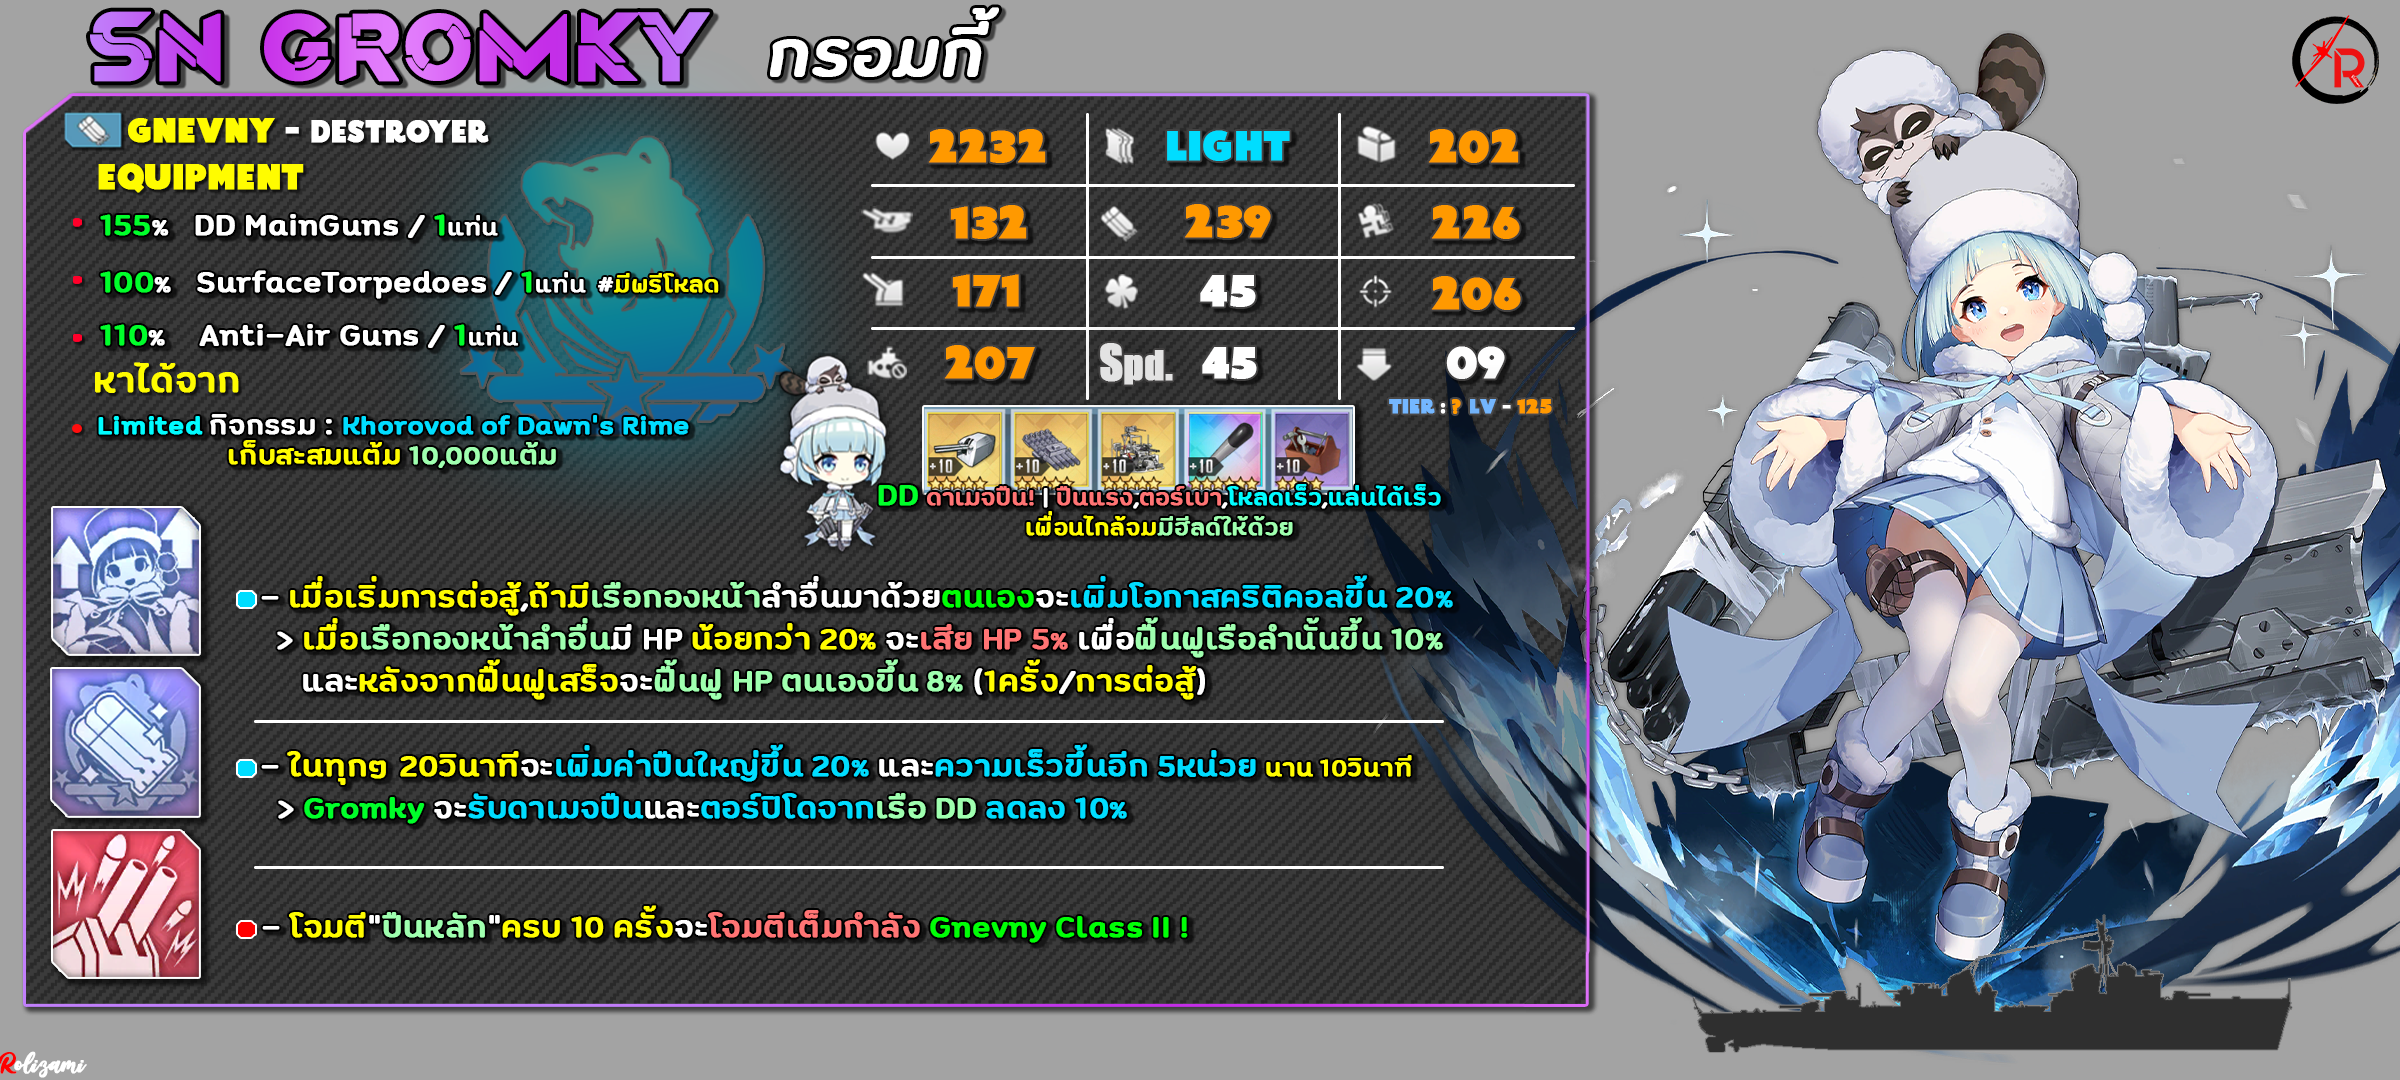 SN GROMKY กรอมกี้
R
GNEVNY - DESTROYER
EQUIPMENT
155% DD MainGuns / 1แท่น
100% SurfaceTorpedoes / 1แท่น #มีพรีโหลด
110% Anti-Air Guns / 1แท่น
หาได้จาก
Limited กิจกรรม : Khorovod of Dawn's Rime
เก็บสะสมแต้ม 10,000แต้ม
2232 LIGHT 202
132 239 226
171 45 206
207 Spd. 45 09
TIER : ? LV - 125
+10 +10 +10 +10 +10
DD ดาเมจปืน! | ปืนแรง,ตอร์เบา,โหลดเร็ว,แล่นได้เร็ว
เพื่อนไกล้จมมีฮีลด์ให้ด้วย
- เมื่อเริ่มการต่อสู้,ถ้ามีเรือกองหน้าลำอื่นมาด้วยตนเองจะเพิ่มโอกาสคริติคอลขึ้น 20%
> เมื่อเรือกองหน้าลำอื่นมี HP น้อยกว่า 20% จะเสีย HP 5% เพื่อฟื้นฟูเรือลำนั้นขึ้น 10%
และหลังจากฟื้นฟูเสร็จจะฟื้นฟู HP ตนเองขึ้น 8% (1ครั้ง/การต่อสู้)
- ในทุกๆ 20วินาทีจะเพิ่มค่าปืนใหญ่ขึ้น 20% และความเร็วขึ้นอีก 5หน่วย นาน 10วินาที
> Gromky จะรับดาเมจปืนและตอร์ปิโดจากเรือ DD ลดลง 10%
- โจมตี"ปืนหลัก"ครบ 10 ครั้งจะโจมตีเต็มกำลัง Gnevny Class II !
Rolizami